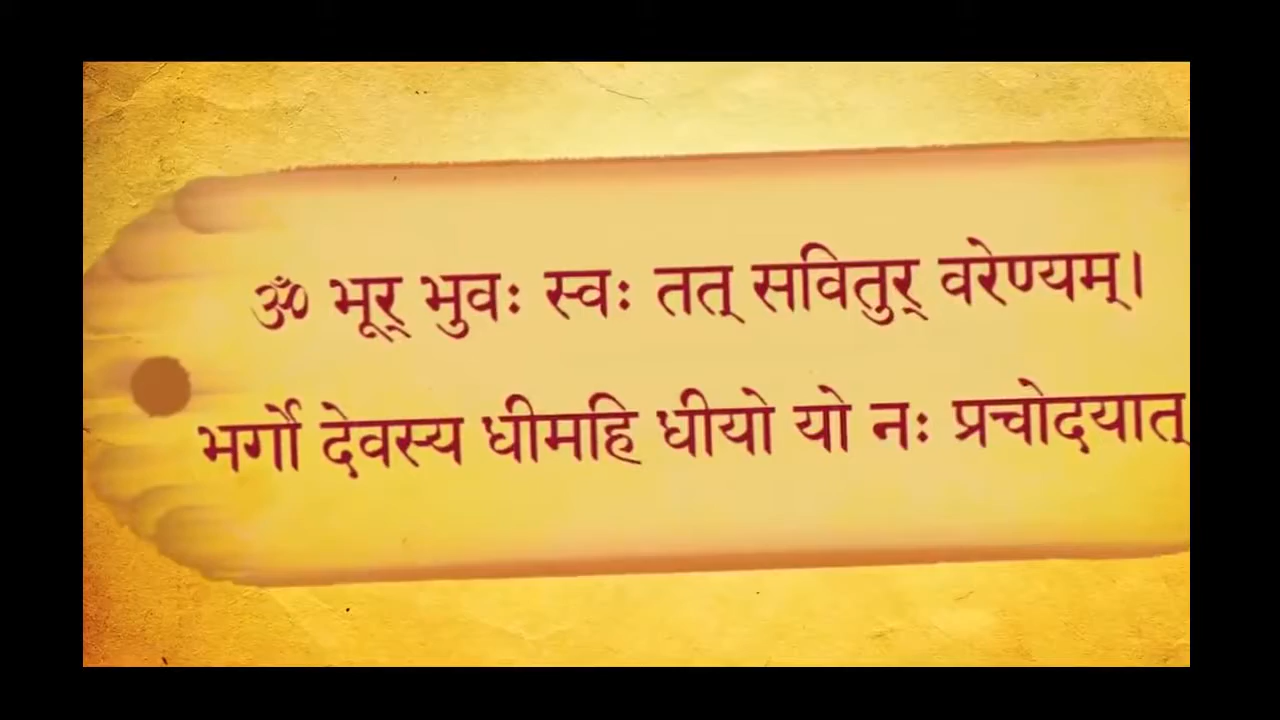 ॐ भूर् भुवः स्वः तत् सवितुर् वरेण्यम्।
भर्गो देवस्य धीमहि धीयो यो नः प्रचोदयात्